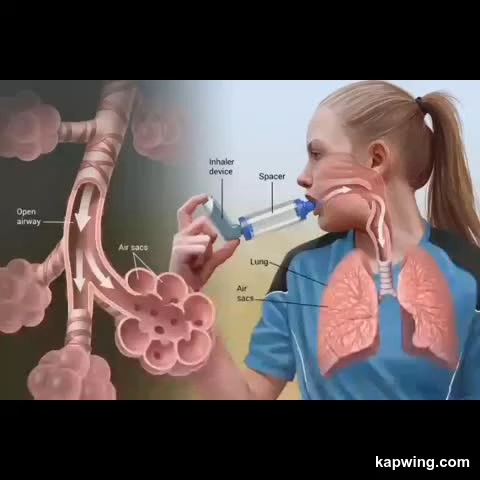 Inhaler
device
Spacer
Open
airway
Air sacs
Lung
Air
sacs
kapwing.com